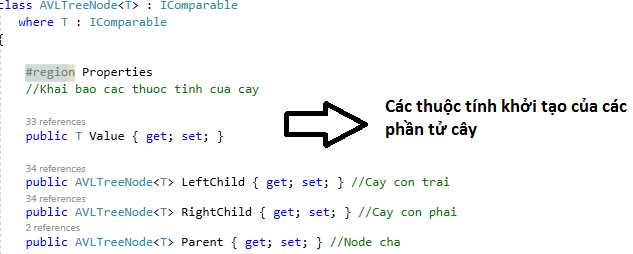 class AVLTreeNode<T> : IComparable
where T : IComparable
{
#region Properties
//Khai bao cac thuoc tinh cua cay
33 references
public T Value { get; set; }
Các thuộc tính khởi tạo của các
phần tử cây
34 references
public AVLTreeNode<T> LeftChild { get; set; } //Cay con trai
34 references
public AVLTreeNode<T> RightChild { get; set; } //Cay con phai
2 references
public AVLTreeNode<T> Parent { get; set; } //Node cha